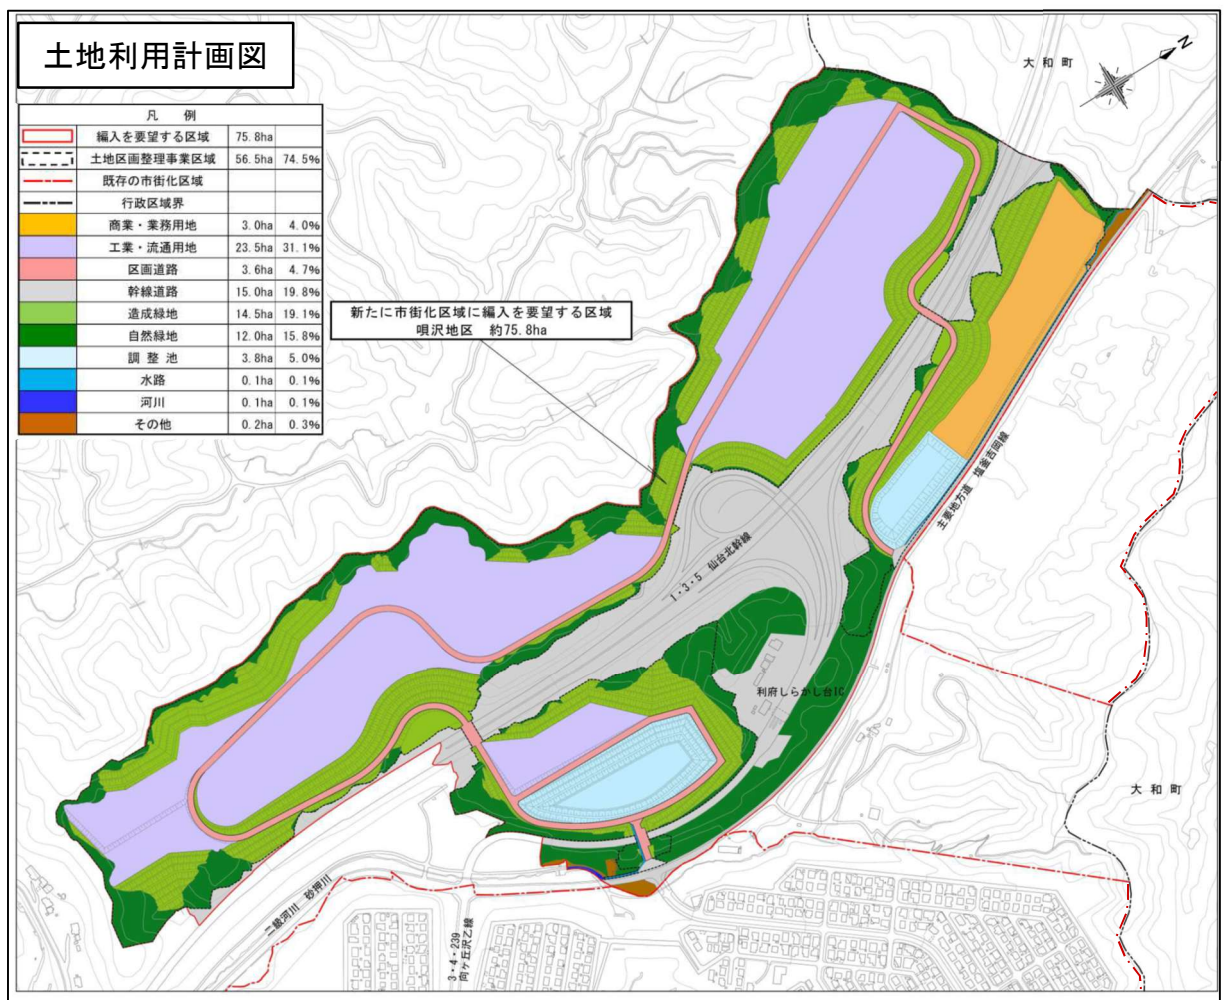 土地利用計画図
大和町
N
凡 例
編入を要望する区域 75.8ha
土地区画整理事業区域 56.5ha 74.5%
既存の市街化区域
行政区域界
商業・業務用地 3.0ha 4.0%
工業・流通用地 23.5ha 31.1%
区画道路 3.6ha 4.7%
幹線道路 15.0ha 19.8%
造成緑地 14.5ha 19.1%
自然緑地 12.0ha 15.8%
調整池 3.8ha 5.0%
水路 0.1ha 0.1%
河川 0.1ha 0.1%
その他 0.2ha 0.3%
新たに市街化区域に編入を要望する区域
唄沢地区 約75.8ha
主要地方道 塩釜吉岡線
1・3・5 仙台北幹線
利府しらかし台IC
大和町
二級河川 砂押川
3・4・239
向ヶ丘沢乙線